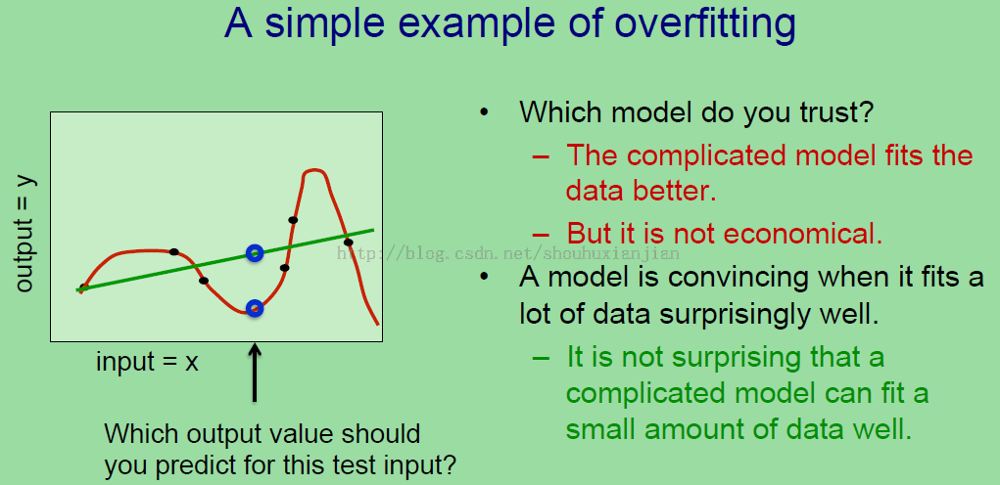 A simple example of overfitting
output = y
input = x
Which output value should
you predict for this test input?
• Which model do you trust?
– The complicated model fits the
data better.
– But it is not economical.
http://blog.csdn.net/shouhuxianjian
• A model is convincing when it fits a
lot of data surprisingly well.
– It is not surprising that a
complicated model can fit a
small amount of data well.